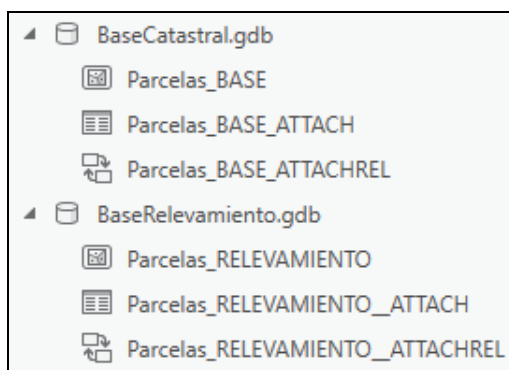 BaseCatastral.gdb
Parcelas_BASE
Parcelas_BASE_ATTACH
Parcelas_BASE_ATTACHREL
BaseRelevamiento.gdb
Parcelas_RELEVAMIENTO
Parcelas_RELEVAMIENTO__ATTACH
Parcelas_RELEVAMIENTO__ATTACHREL